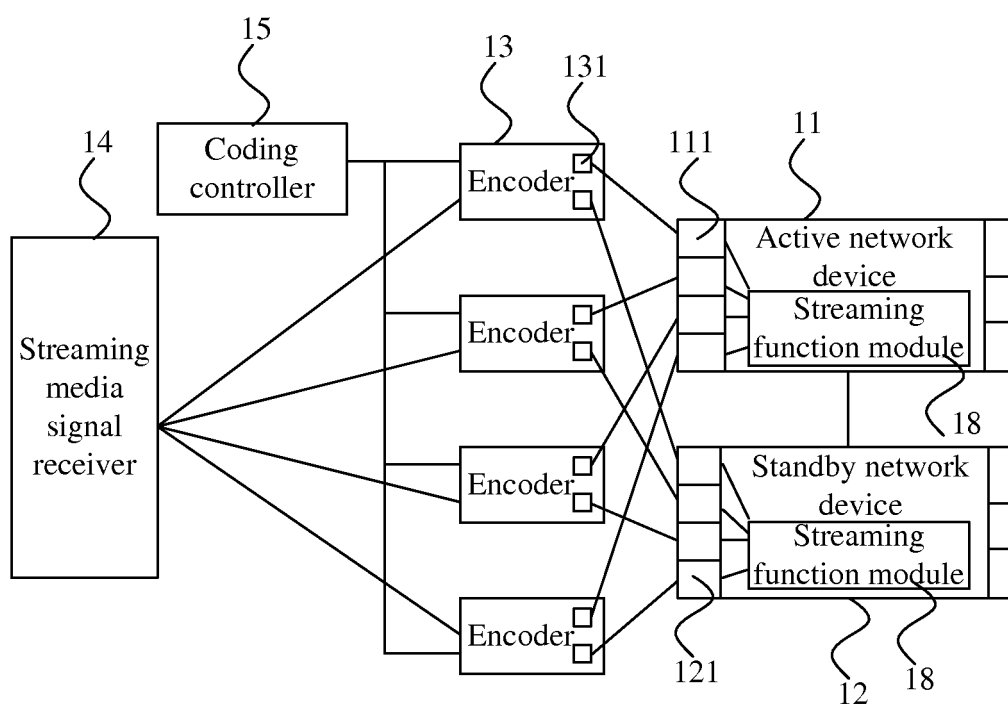 15
13
131
14
Coding
controller
111
11
Encoder
Active network
device
Streaming
function module
Streaming
media
signal
receiver
Encoder
18
Encoder
Standby network
device
Streaming
function module
Encoder
121
12
18